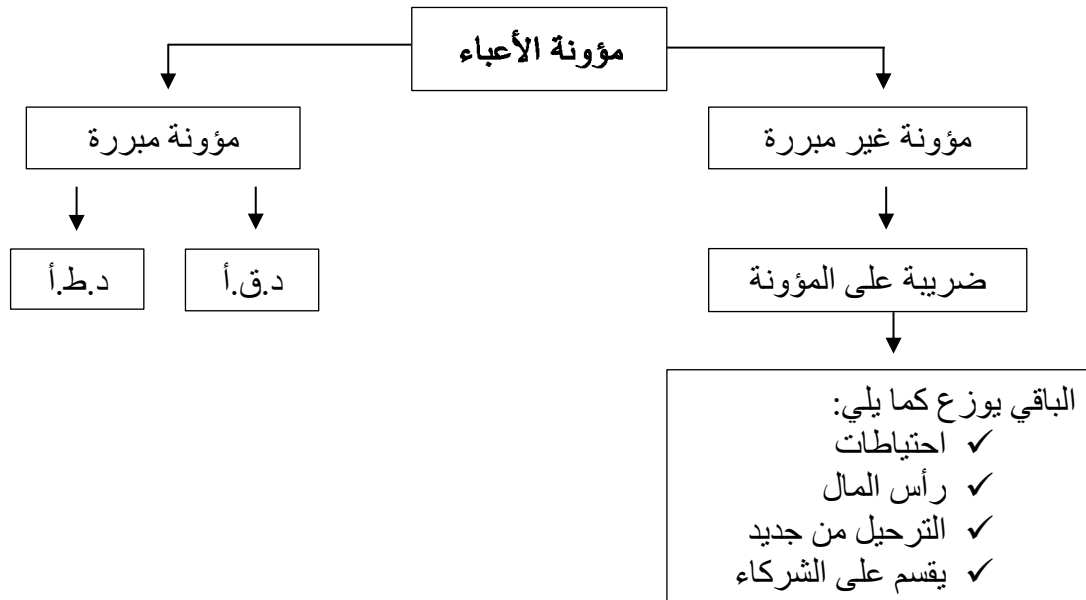 مؤونة الأعباء
مؤونة غير مبررة
مؤونة مبررة
د.ق.أ
د.ط.أ
ضريبة على المؤونة
الباقي يوزع كما يلي:
✓ احتياطات
✓ رأس المال
✓ الترحيل من جديد
✓ يقسم على الشركاء